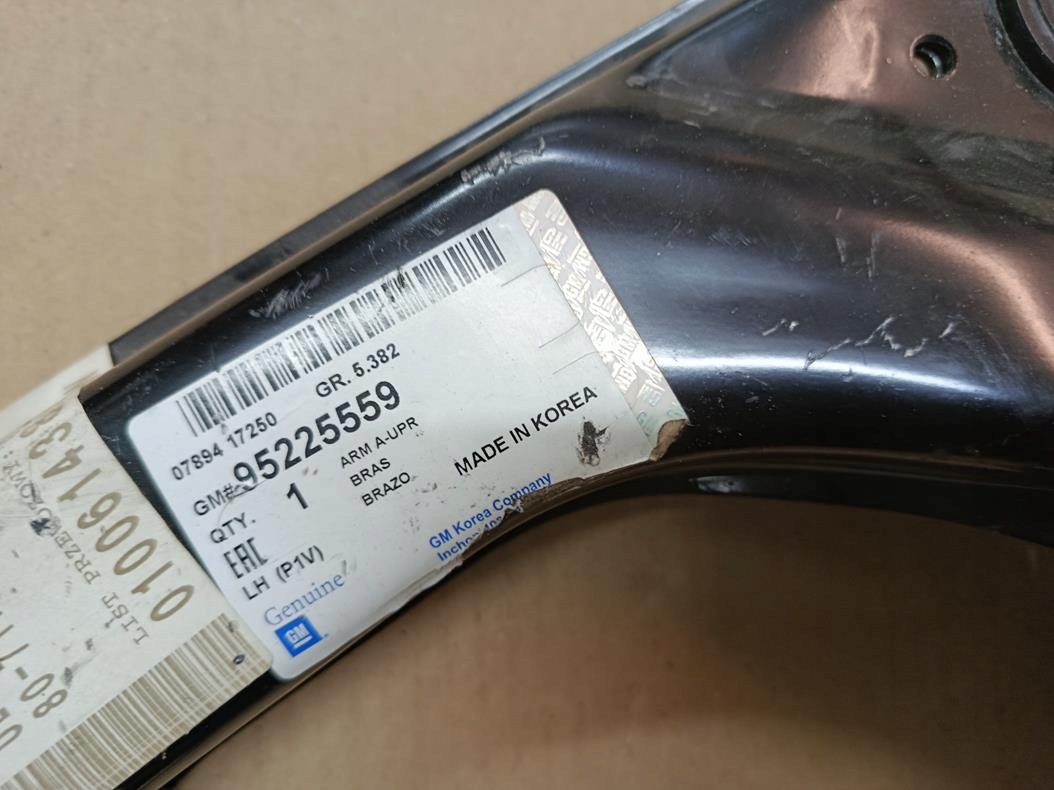 07894 17250
GR. 5.382
GM# 95225559
QTY. 1
ARM A-UPR
BRAS
BRAZO
MADE IN KOREA
EAC
LH (P1V)
GM Korea Company
Genuine
GM
LIST PRZEWOZOWY: